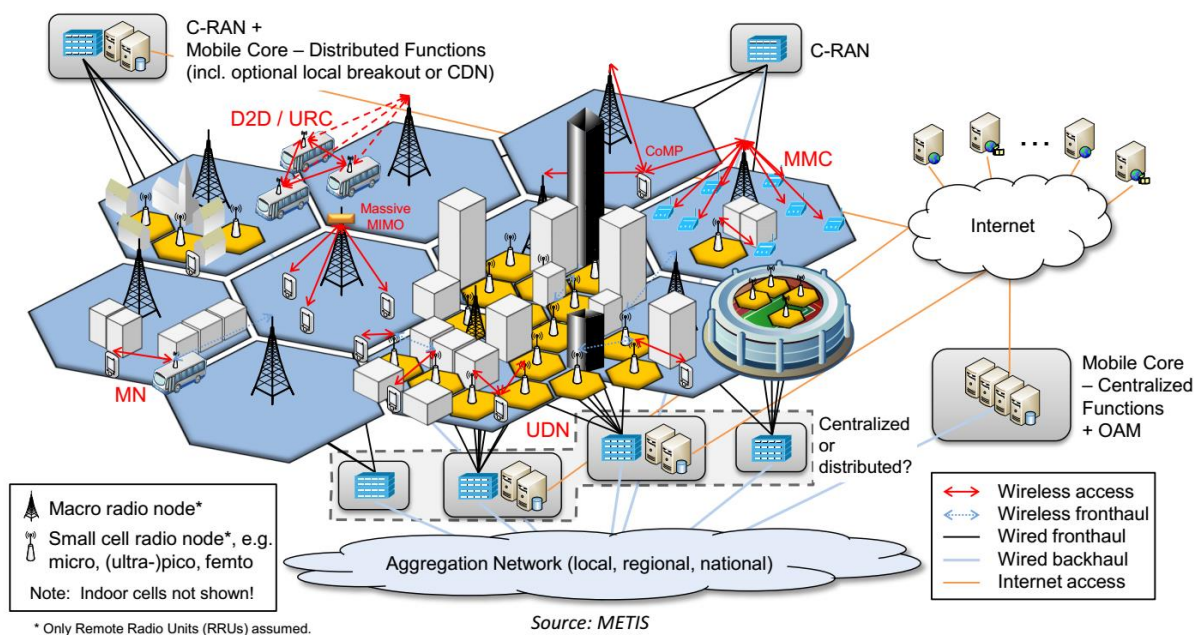 C-RAN +
Mobile Core – Distributed Functions
(incl. optional local breakout or CDN)
C-RAN
D2D / URC
CoMP
MMC
Massive
MIMO
Internet
MN
UDN
Mobile Core
– Centralized
Functions
+ OAM
Centralized
or
distributed?
Macro radio node*
Small cell radio node*, e.g.
micro, (ultra-)pico, femto
Note: Indoor cells not shown!
* Only Remote Radio Units (RRUs) assumed.
Aggregation Network (local, regional, national)
Source: METIS
Wireless access
Wireless fronthaul
Wired fronthaul
Wired backhaul
Internet access